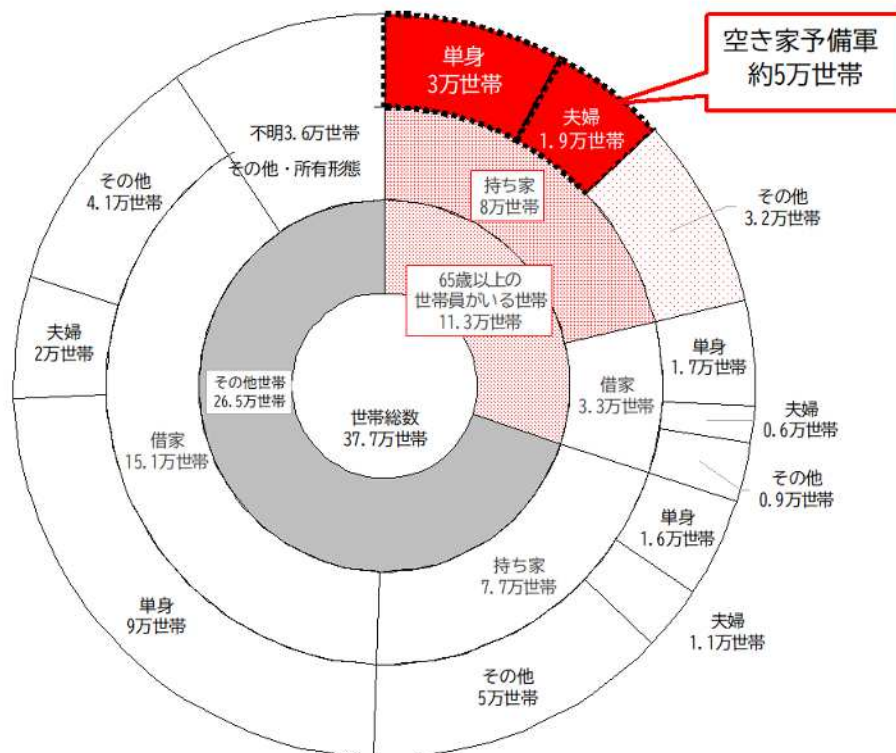 空き家予備軍
約5万世帯
単身
3万世帯
夫婦
1.9万世帯
その他
3.2万世帯
持ち家
8万世帯
65歳以上の
世帯員がいる世帯
11.3万世帯
単身
1.7万世帯
借家
3.3万世帯
夫婦
0.6万世帯
その他
0.9万世帯
単身
1.6万世帯
夫婦
1.1万世帯
持ち家
7.7万世帯
その他
5万世帯
単身
9万世帯
借家
15.1万世帯
夫婦
2万世帯
その他
4.1万世帯
不明3.6万世帯
その他・所有形態
その他世帯
26.5万世帯
世帯総数
37.7万世帯